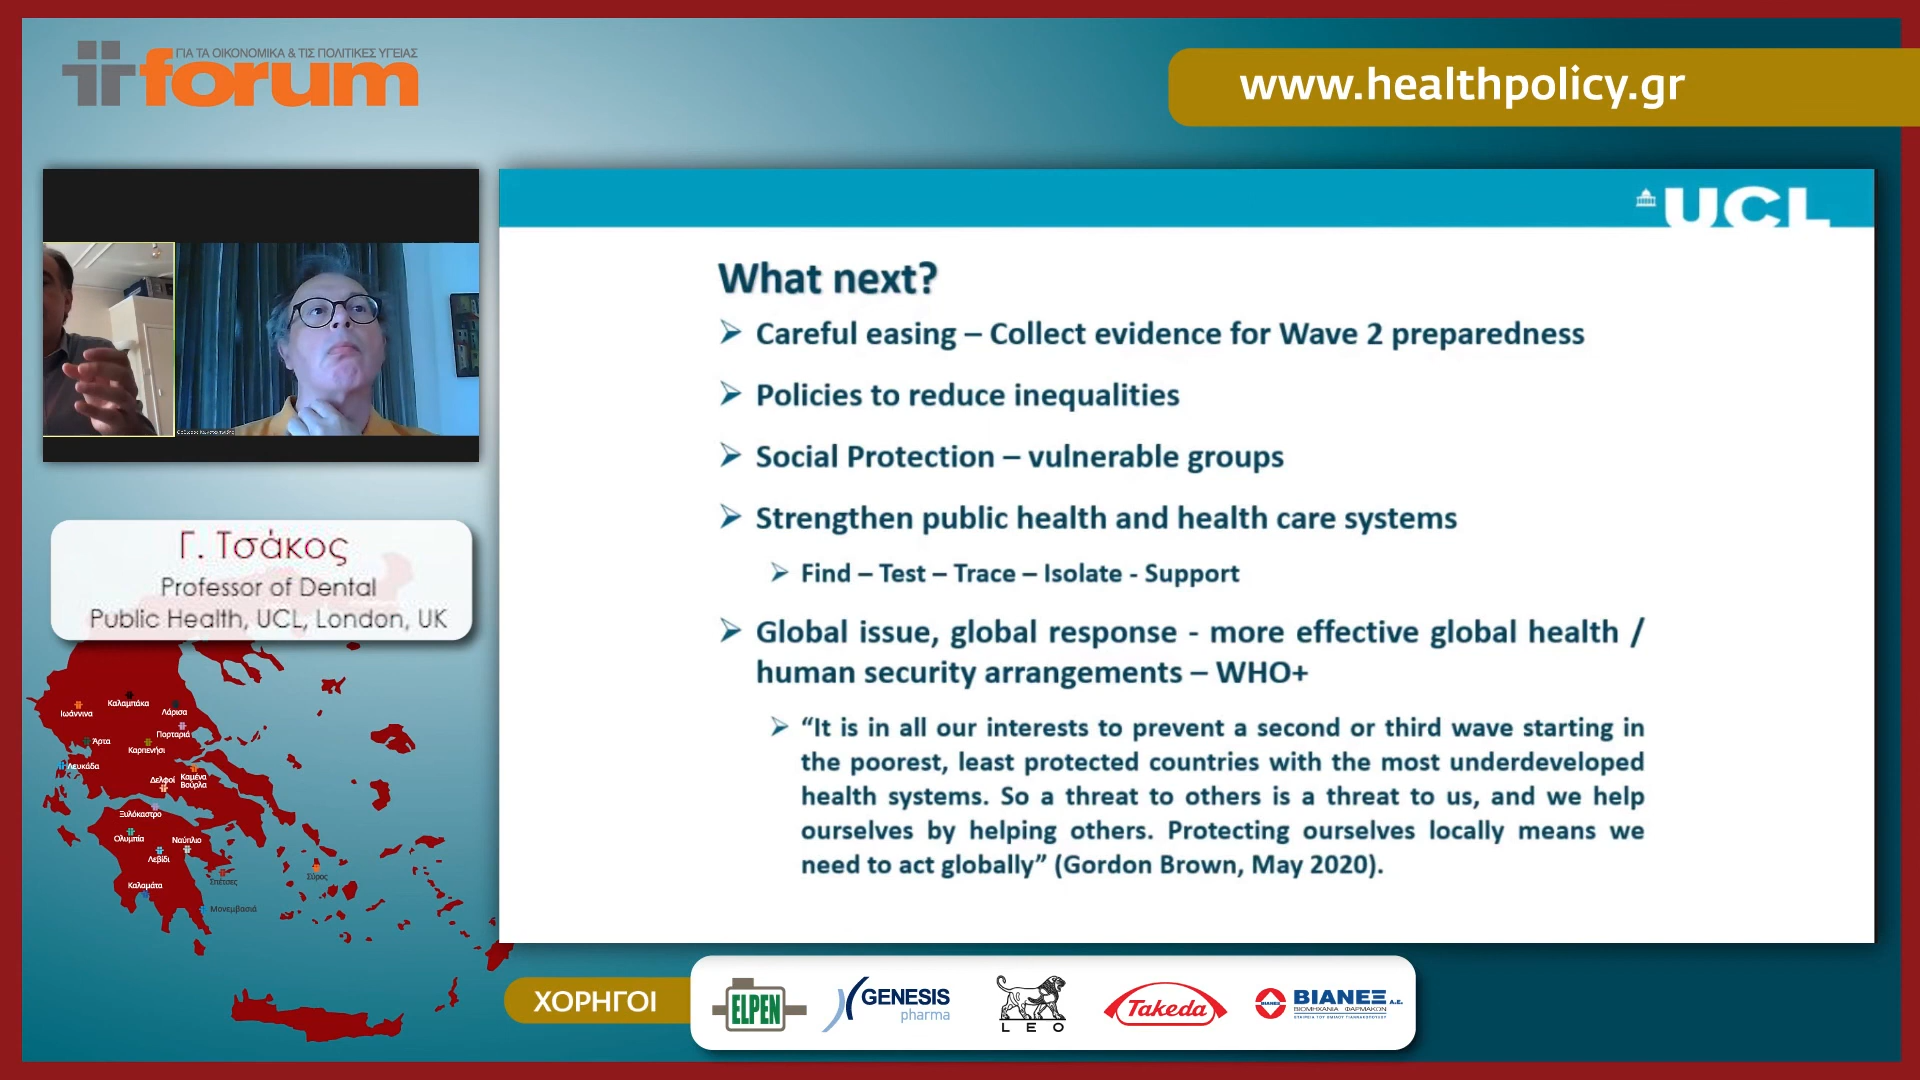 ΓΙΑ ΤΑ ΟΙΚΟΝΟΜΙΚΑ & ΤΙΣ ΠΟΛΙΤΙΚΕΣ ΥΓΕΙΑΣ
forum
www.healthpolicy.gr
UCL
What next?
Careful easing – Collect evidence for Wave 2 preparedness
Policies to reduce inequalities
Social Protection – vulnerable groups
Strengthen public health and health care systems
Find – Test – Trace – Isolate - Support
Global issue, global response - more effective global health /
human security arrangements – WHO+
“It is in all our interests to prevent a second or third wave starting in
the poorest, least protected countries with the most underdeveloped
health systems. So a threat to others is a threat to us, and we help
ourselves by helping others. Protecting ourselves locally means we
need to act globally” (Gordon Brown, May 2020).
Γ. Τσάκος
Professor of Dental
Public Health, UCL, London, UK
Ιωάννινα
Καλαμπάκα
Λάρισα
Πορταριά
Άρτα
Καρπενήσι
Λευκάδα
Δελφοί
Καμένα
Βούρλα
Ξυλόκαστρο
Ολυμπία
Ναύπλιο
Λεβίδι
Σπέτσες
Σύρος
Καλαμάτα
Μονεμβασιά
ΧΟΡΗΓΟΙ
ELPEN
GENESIS
pharma
LEO
Takeda
ΒΙΑΝΕΞ Α.Ε.
ΒΙΟΜΗΧΑΝΙΑ ΦΑΡΜΑΚΩΝ